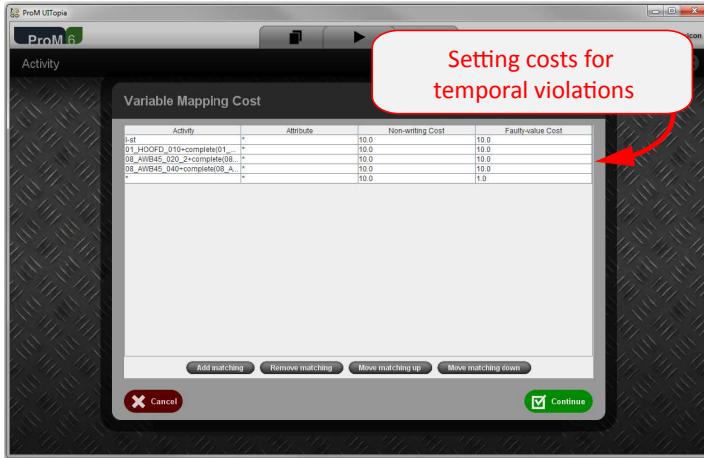 ProM UITopia
ProM 6
Setting costs for
temporal violations
Activity
Variable Mapping Cost
Activity Attribute Non-writing Cost Faulty-value Cost
I-st * 10.0 10.0
01_HOOFD_010+complete(01_... * 10.0 10.0
08_AWB45_020_2+complete(08... * 10.0 10.0
08_AWB45_040+complete(08_A... * 10.0 10.0
* * 10.0 1.0
Add matching Remove matching Move matching up Move matching down
Cancel Continue